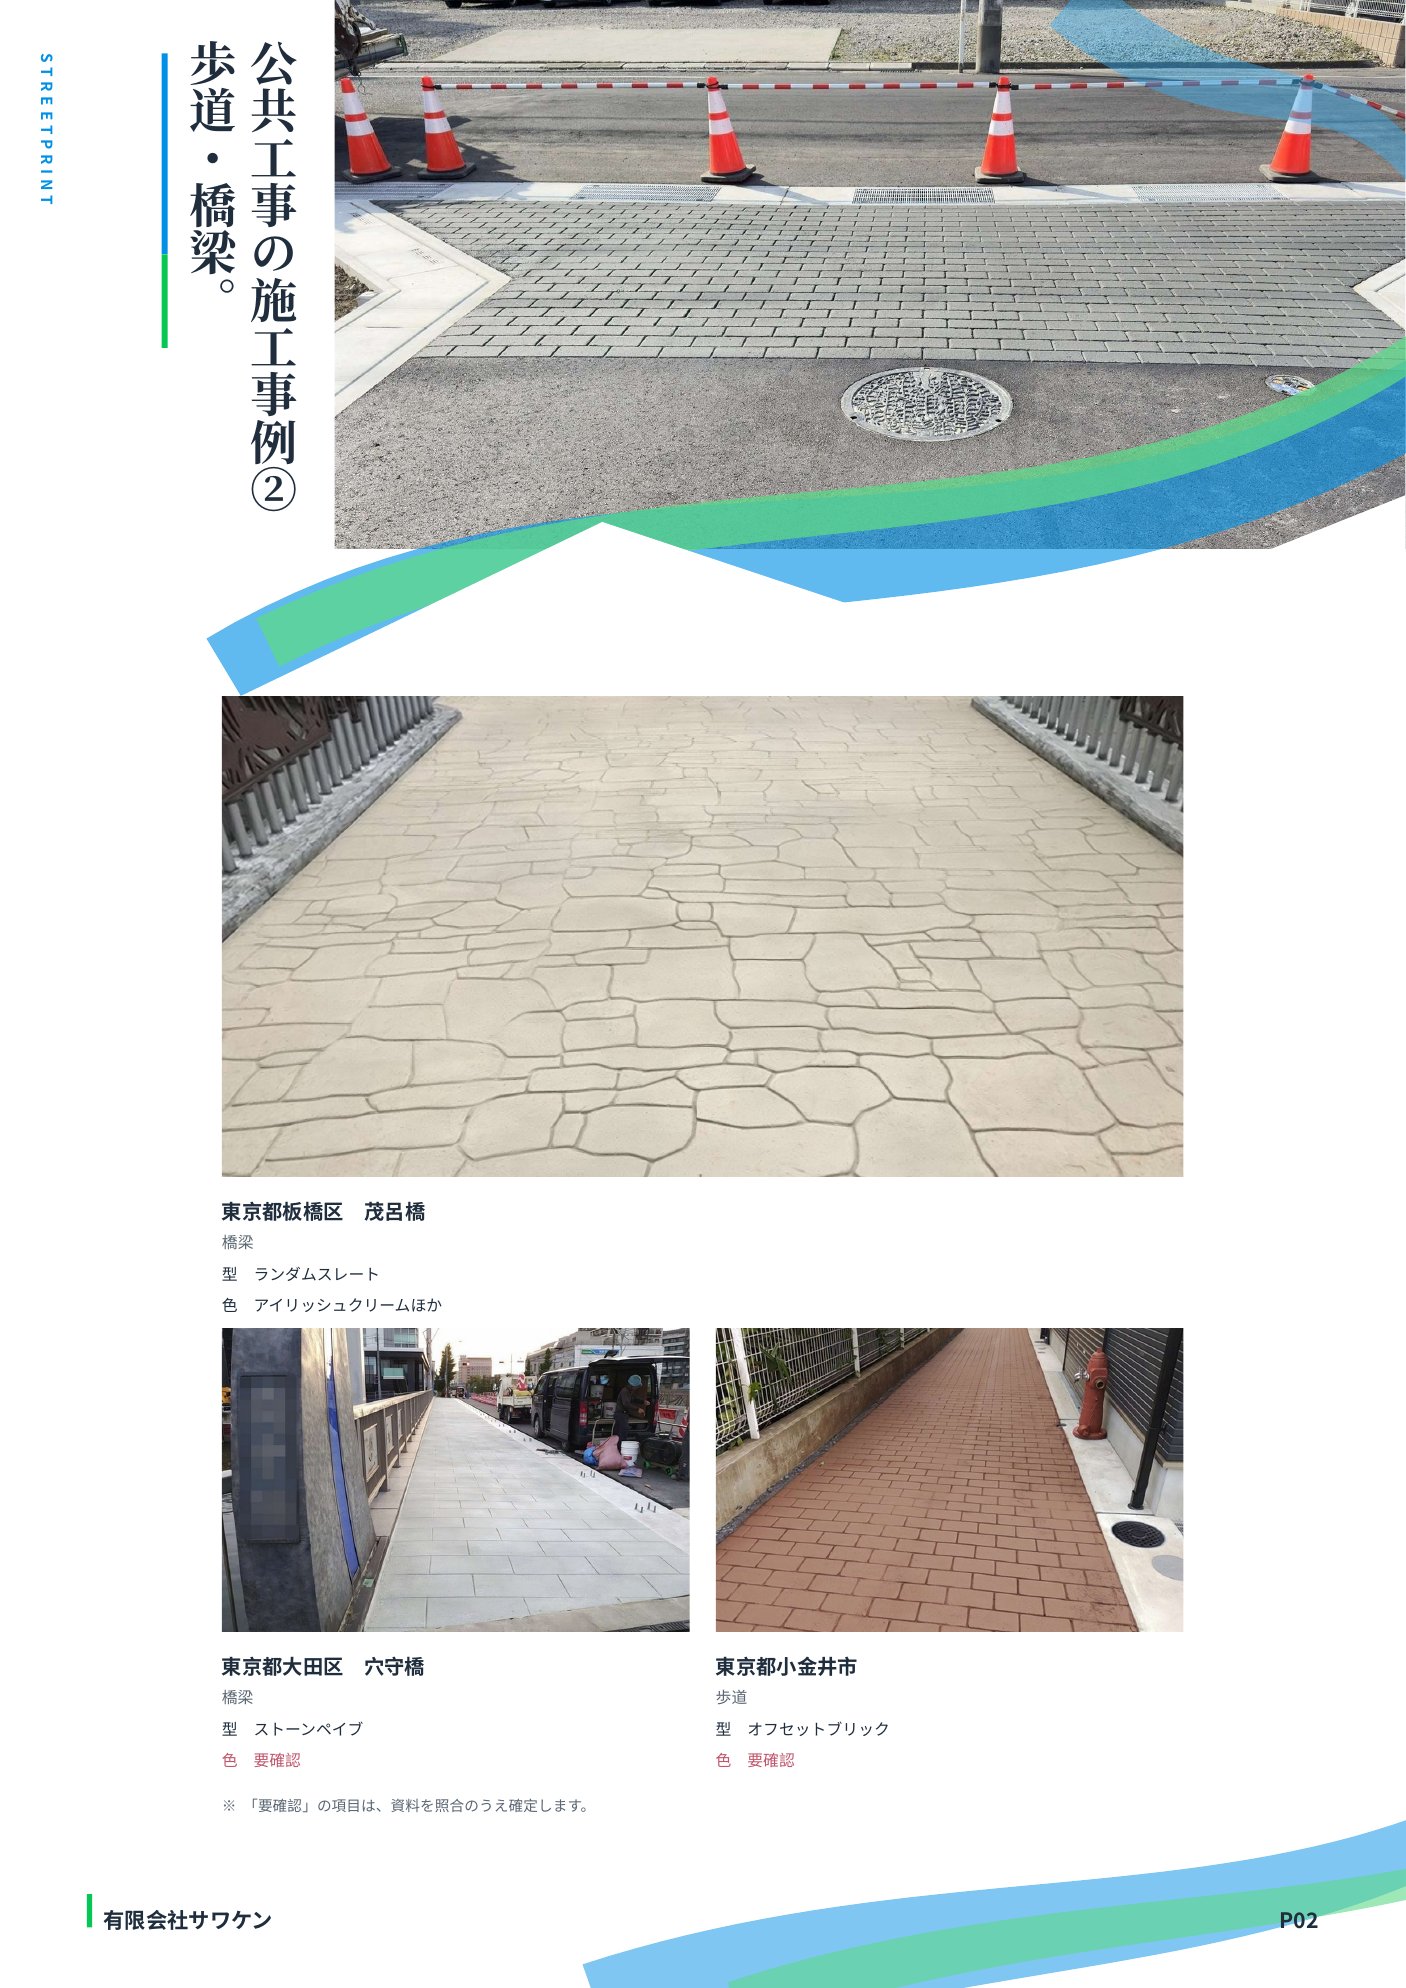 STREETPRINT
公共工事の施工事例②
歩道・橋梁。
東京都板橋区　茂呂橋
橋梁
型　ランダムスレート
色　アイリッシュクリームほか
東京都大田区　穴守橋
橋梁
型　ストーンペイブ
色　要確認
東京都小金井市
歩道
型　オフセットブリック
色　要確認
※　「要確認」の項目は、資料を照合のうえ確定します。
有限会社サワケン
P02